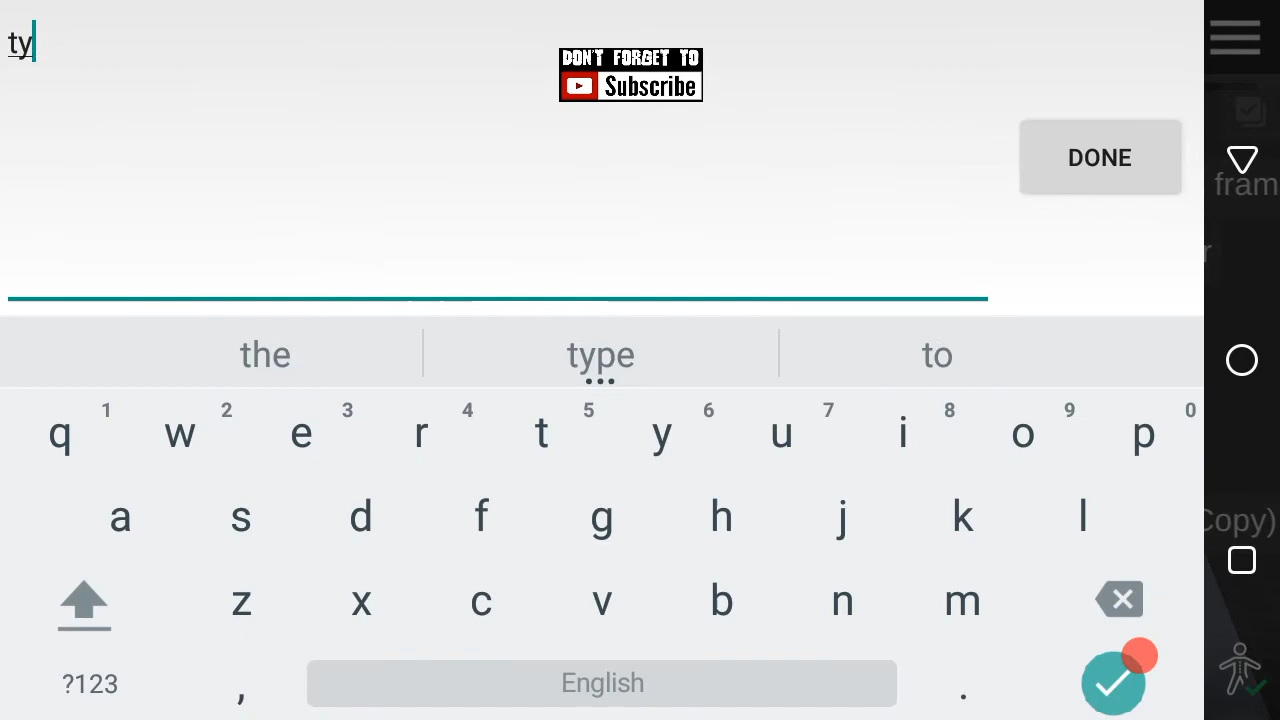 ty
DON'T FORGET TO
Subscribe
DONE
fram
r
the type to
1 2 3 4 5 6 7 8 9 0
q w e r t y u i o p
a s d f g h j k l
Copy)
z x c v b n m
?123 , English .